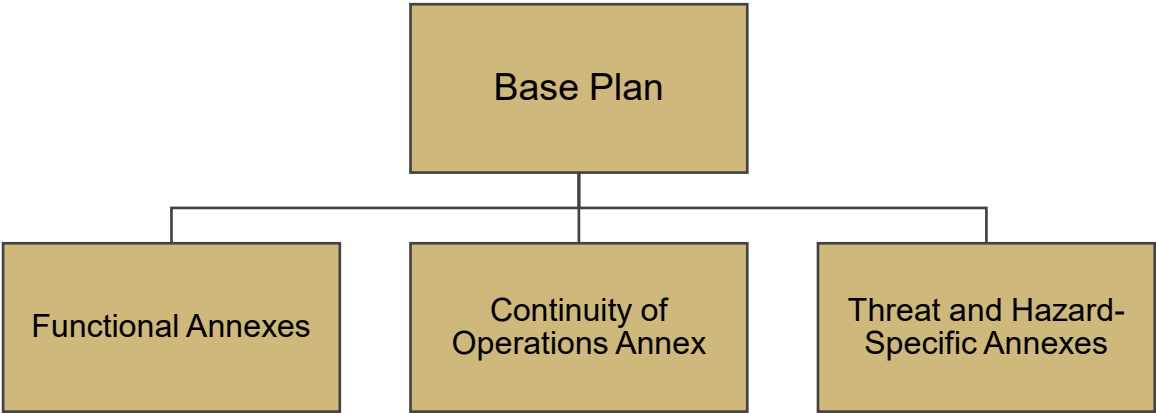 Base Plan
Functional Annexes
Continuity of
Operations Annex
Threat and Hazard-
Specific Annexes